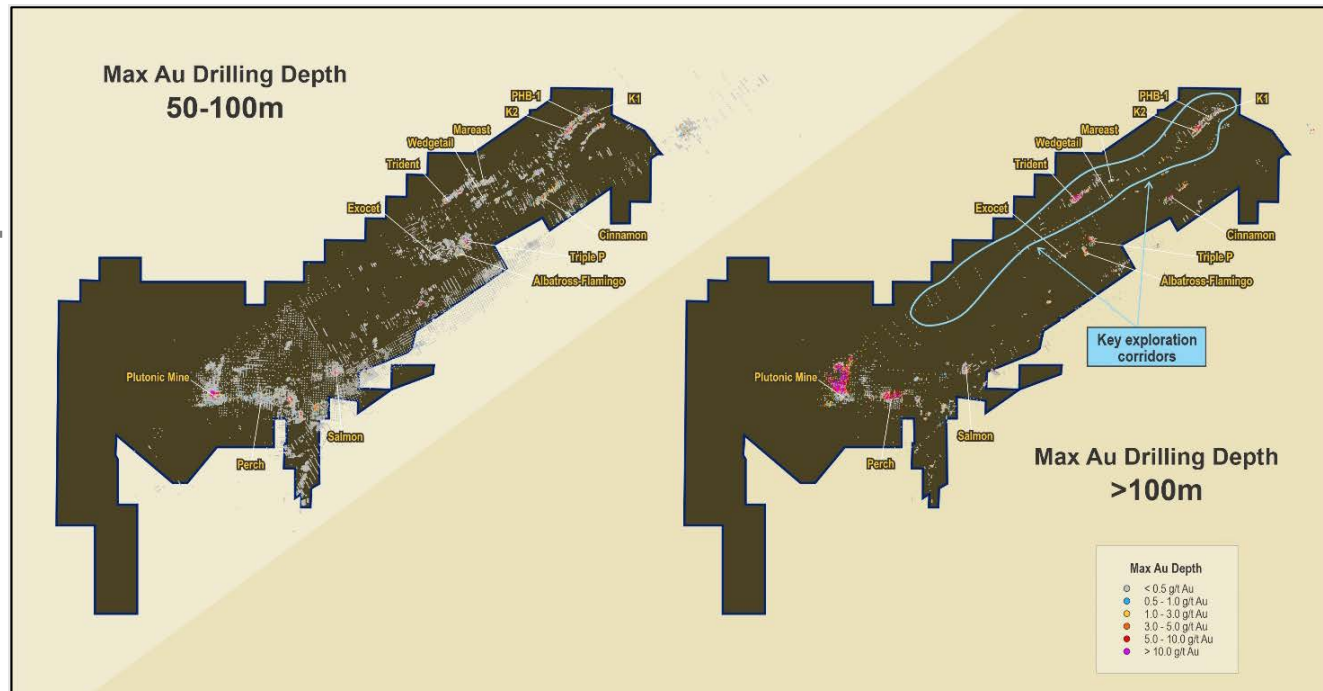 Max Au Drilling Depth
50-100m
PHB-1
K1
K2
Mareast
Wedgetail
Trident
Exocet
Cinnamon
Triple P
Albatross-Flamingo
Plutonic Mine
Salmon
Perch
PHB-1
K1
K2
Mareast
Wedgetail
Trident
Exocet
Cinnamon
Triple P
Albatross-Flamingo
Key exploration
corridors
Plutonic Mine
Salmon
Perch
Max Au Drilling Depth
>100m
Max Au Depth
< 0.5 g/t Au
0.5 - 1.0 g/t Au
1.0 - 3.0 g/t Au
3.0 - 5.0 g/t Au
5.0 - 10.0 g/t Au
> 10.0 g/t Au